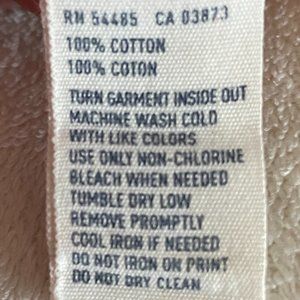 RN 54485 CA 03873
100% COTTON
100% COTON
TURN GARMENT INSIDE OUT
MACHINE WASH COLD
WITH LIKE COLORS
USE ONLY NON-CHLORINE
BLEACH WHEN NEEDED
TUMBLE DRY LOW
REMOVE PROMPTLY
COOL IRON IF NEEDED
DO NOT IRON ON PRINT
DO NOT DRY CLEAN